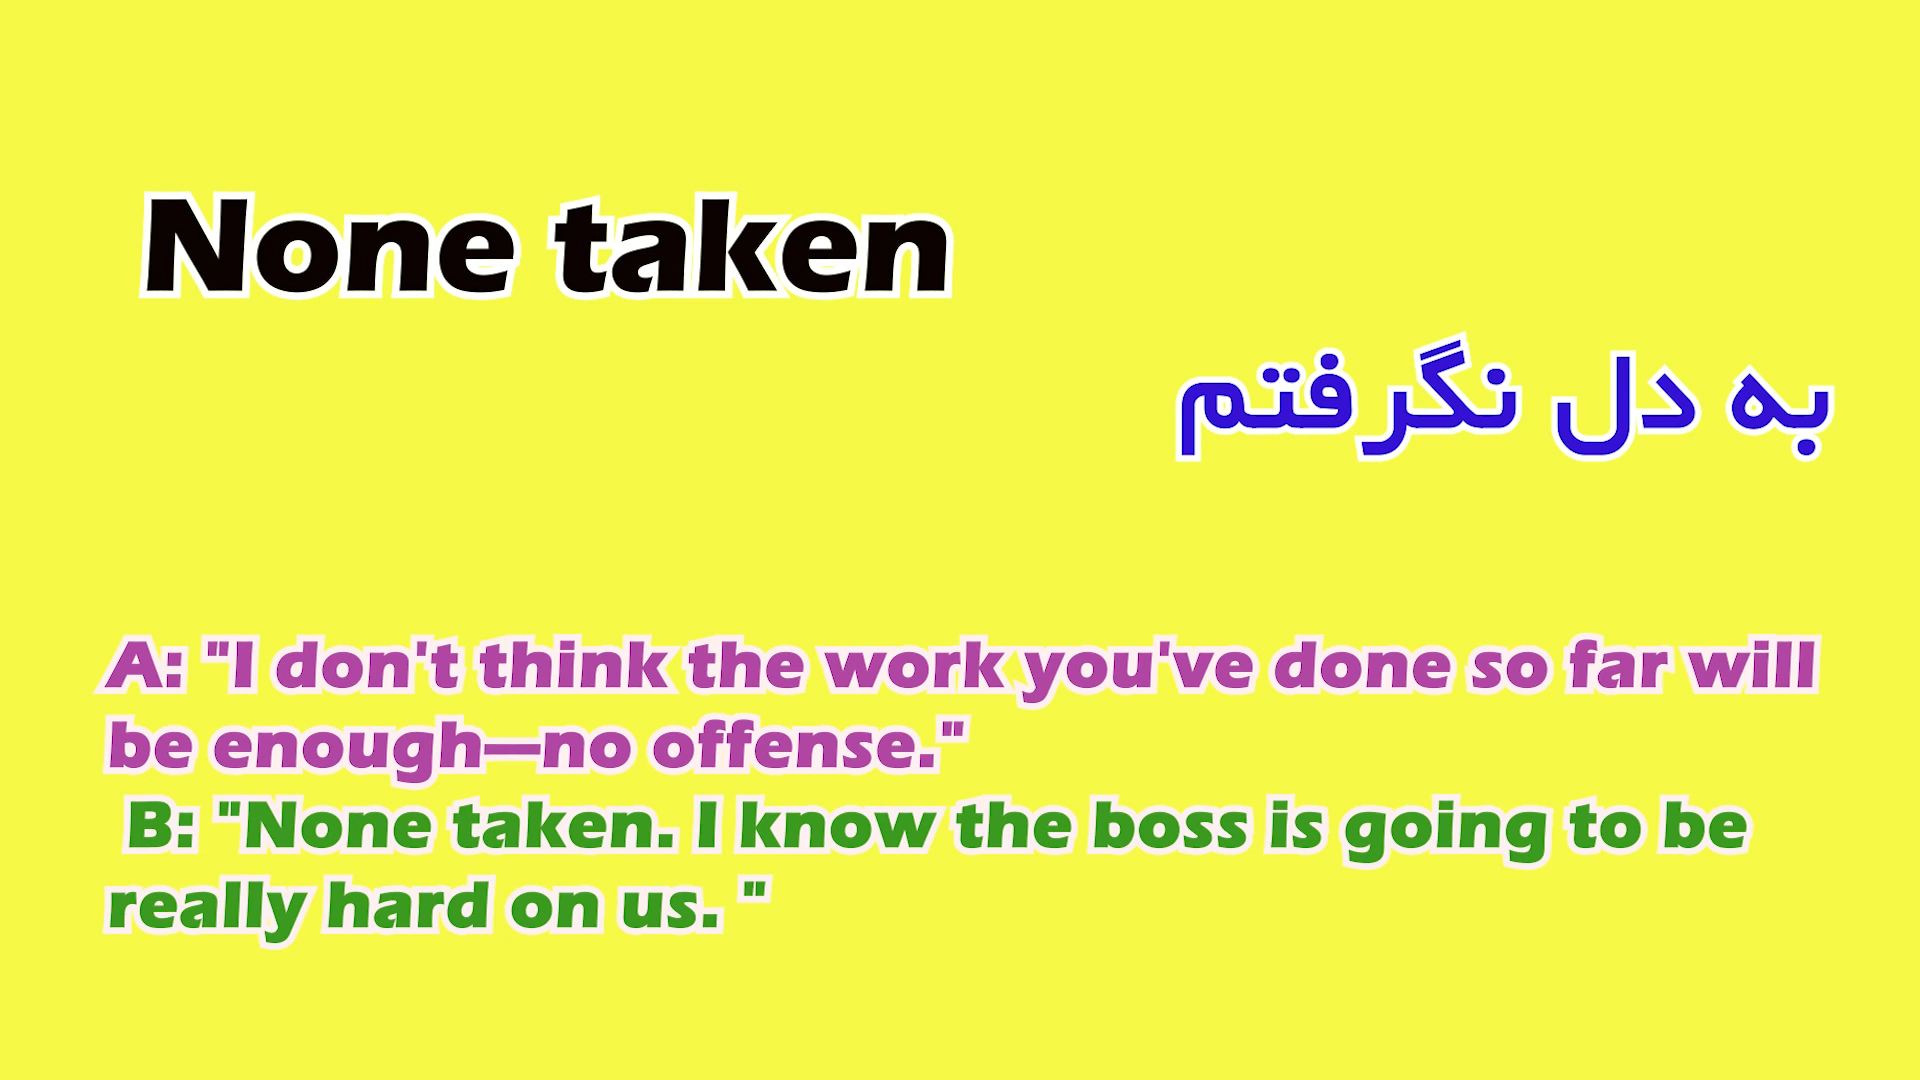 None taken
به دل نگرفتم
A: "I don't think the work you've done so far will
be enough—no offense."
B: "None taken. I know the boss is going to be
really hard on us. "